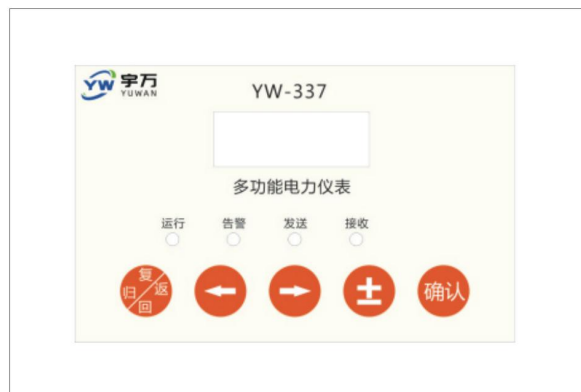 YW 宇万
YUWAN
YW-337
多功能电力仪表
运行 告警 发送 接收
复归 返回 ± 确认